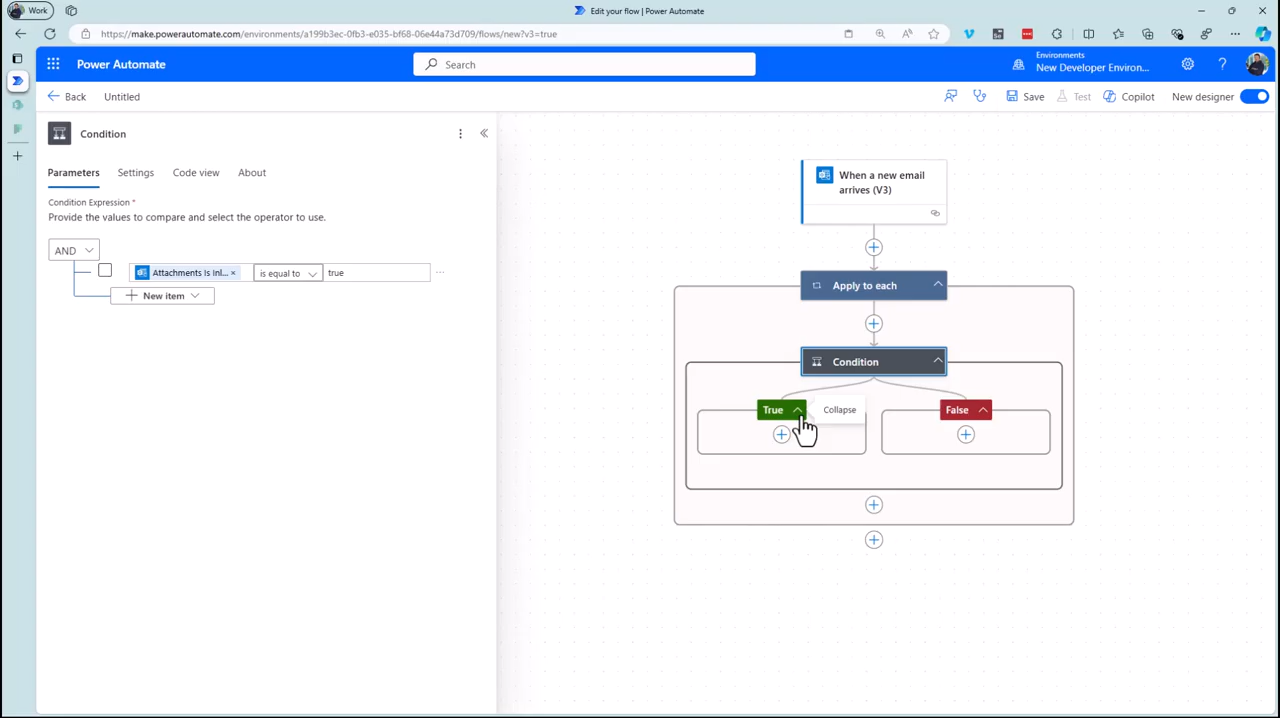 Work
Edit your flow | Power Automate
https://make.powerautomate.com/environments/a199b3ec-0fb3-e035-bf68-06e44a73d709/flows/new?v3=true
Power Automate
Search
Environments
New Developer Environ...
Back
Untitled
Save
Test
Copilot
New designer
Condition
Parameters
Settings
Code view
About
Condition Expression *
Provide the values to compare and select the operator to use.
AND
Attachments Is Inl... ×
is equal to
true
New item
When a new email
arrives (V3)
Apply to each
Condition
True
Collapse
False